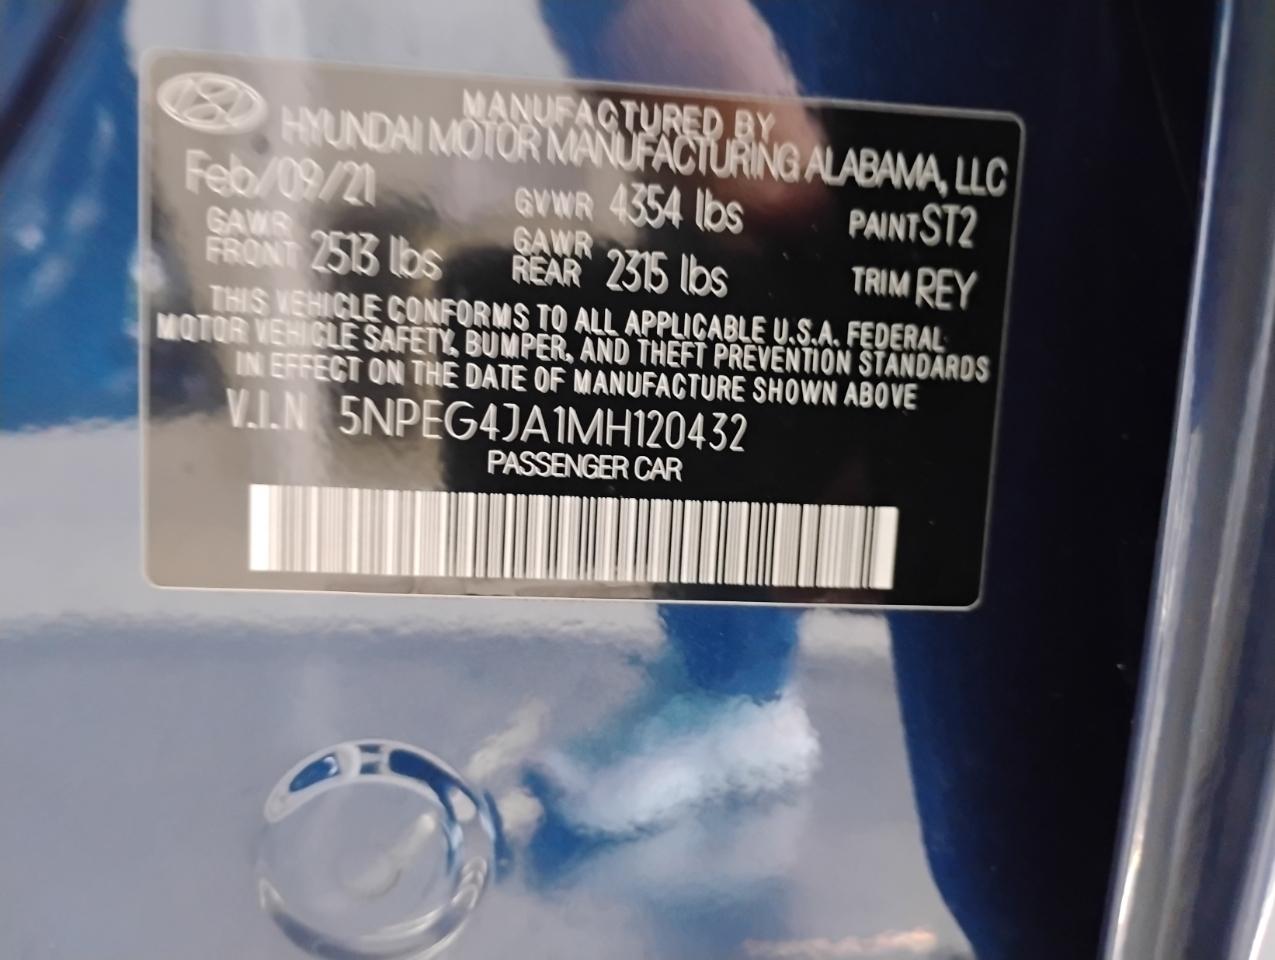 MANUFACTURED BY
HYUNDAI MOTOR MANUFACTURING ALABAMA, LLC
Feb/09/21 GVWR 4354 lbs PAINT ST2
GAWR FRONT 2513 lbs GAWR REAR 2315 lbs TRIM REY
THIS VEHICLE CONFORMS TO ALL APPLICABLE U.S.A. FEDERAL
MOTOR VEHICLE SAFETY, BUMPER, AND THEFT PREVENTION STANDARDS
IN EFFECT ON THE DATE OF MANUFACTURE SHOWN ABOVE
V.I.N 5NPEG4JA1MH120432
PASSENGER CAR